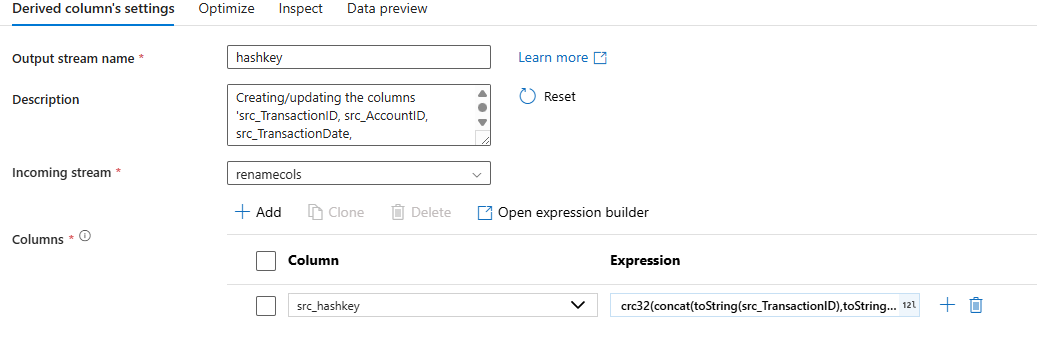 Derived column's settings Optimize Inspect Data preview
Output stream name * hashkey Learn more
Description Creating/updating the columns
'src_TransactionID, src_AccountID,
src_TransactionDate,
Reset
Incoming stream * renamecols
Add Clone Delete Open expression builder
Columns *
Column Expression
src_hashkey crc32(concat(toString(src_TransactionID),toString... 12l